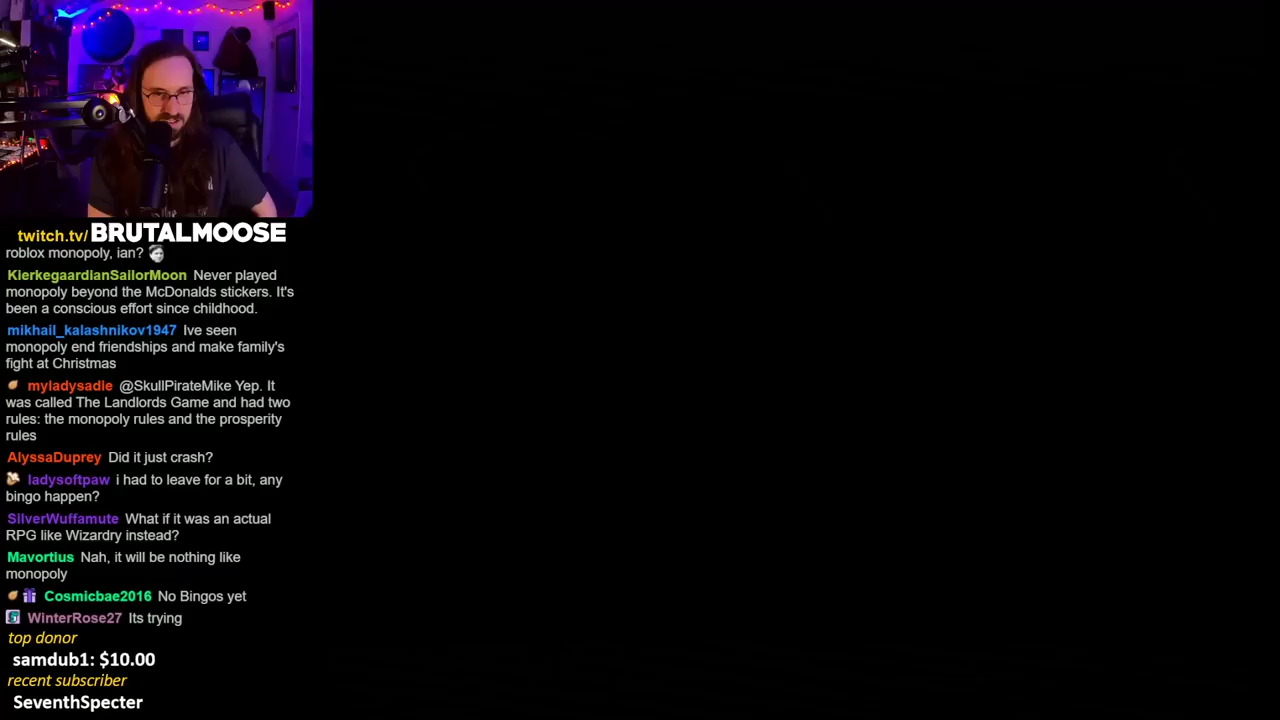 twitch.tv/BRUTALMOOSE
roblox monopoly, ian?
KierkegaardianSailorMoon Never played
monopoly beyond the McDonalds stickers. It's
been a conscious effort since childhood.
mikhail_kalashnikov1947 Ive seen
monopoly end friendships and make family's
fight at Christmas
myladysadie @SkullPirateMike Yep. It
was called The Landlords Game and had two
rules: the monopoly rules and the prosperity
rules
AlyssaDuprey Did it just crash?
ladysoftpaw i had to leave for a bit, any
bingo happen?
SilverWuffamute What if it was an actual
RPG like Wizardry instead?
Mavortius Nah, it will be nothing like
monopoly
Cosmicbae2016 No Bingos yet
WinterRose27 Its trying
top donor
samdub1: $10.00
recent subscriber
SeventhSpecter